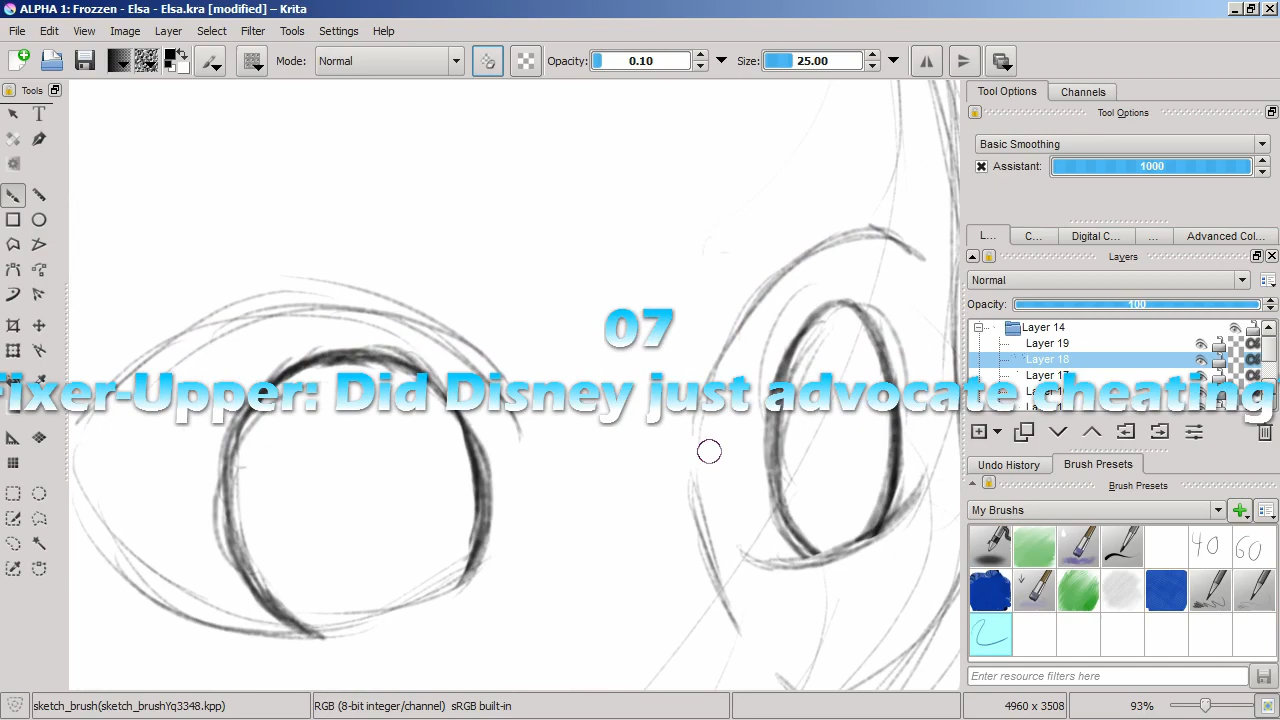 ALPHA 1: Frozzen - Elsa - Elsa.kra [modified] – Krita
File Edit View Image Layer Select Filter Tools Settings Help
Mode: Normal Opacity: 0.10 Size: 25.00
Tools
Tool Options Channels
Tool Options
Basic Smoothing
Assistant: 1000
L... C... Digital C... ... Advanced Col...
Layers
Normal
Opacity: 100
Layer 14
Layer 19
Layer 18
07
Fixer-Upper: Did Disney just advocate cheating
Undo History Brush Presets
Brush Presets
My Brushs
40 60
Enter resource filters here
sketch_brush(sketch_brushYq3348.kpp) RGB (8-bit integer/channel) sRGB built-in 4960 x 3508 93%